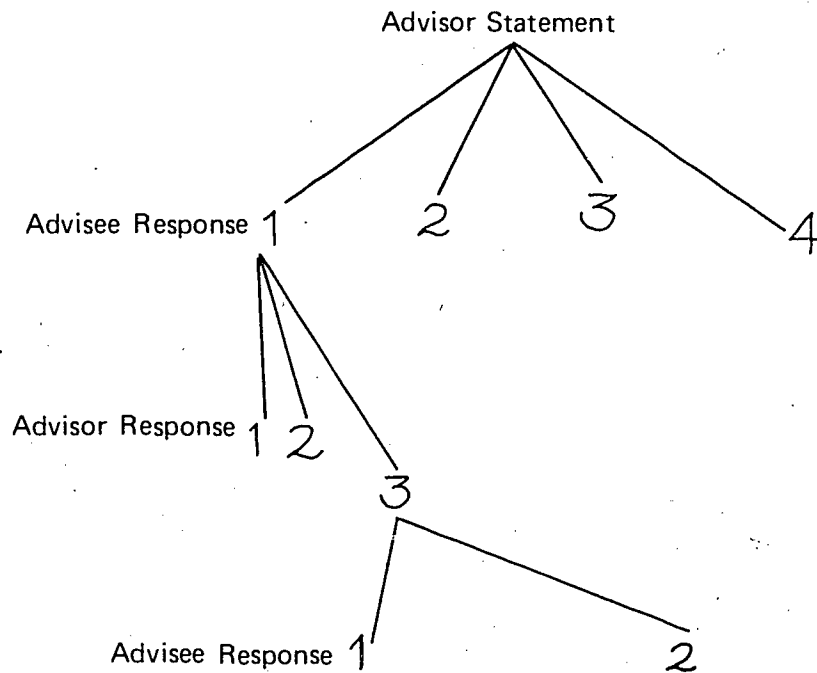 Advisor Statement
Advisee Response 1 2 3 4
Advisor Response 1 2
3
Advisee Response 1 2